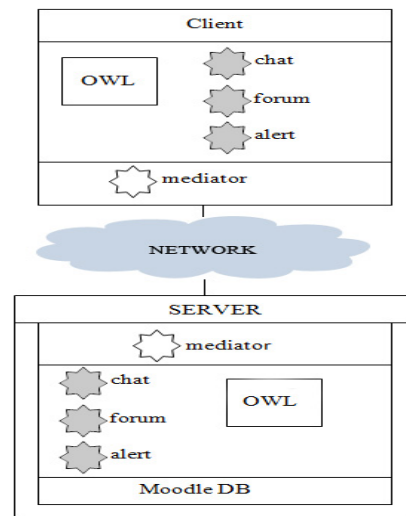 Client
OWL
chat
forum
alert
mediator
NETWORK
SERVER
mediator
chat
forum
alert
OWL
Moodle DB